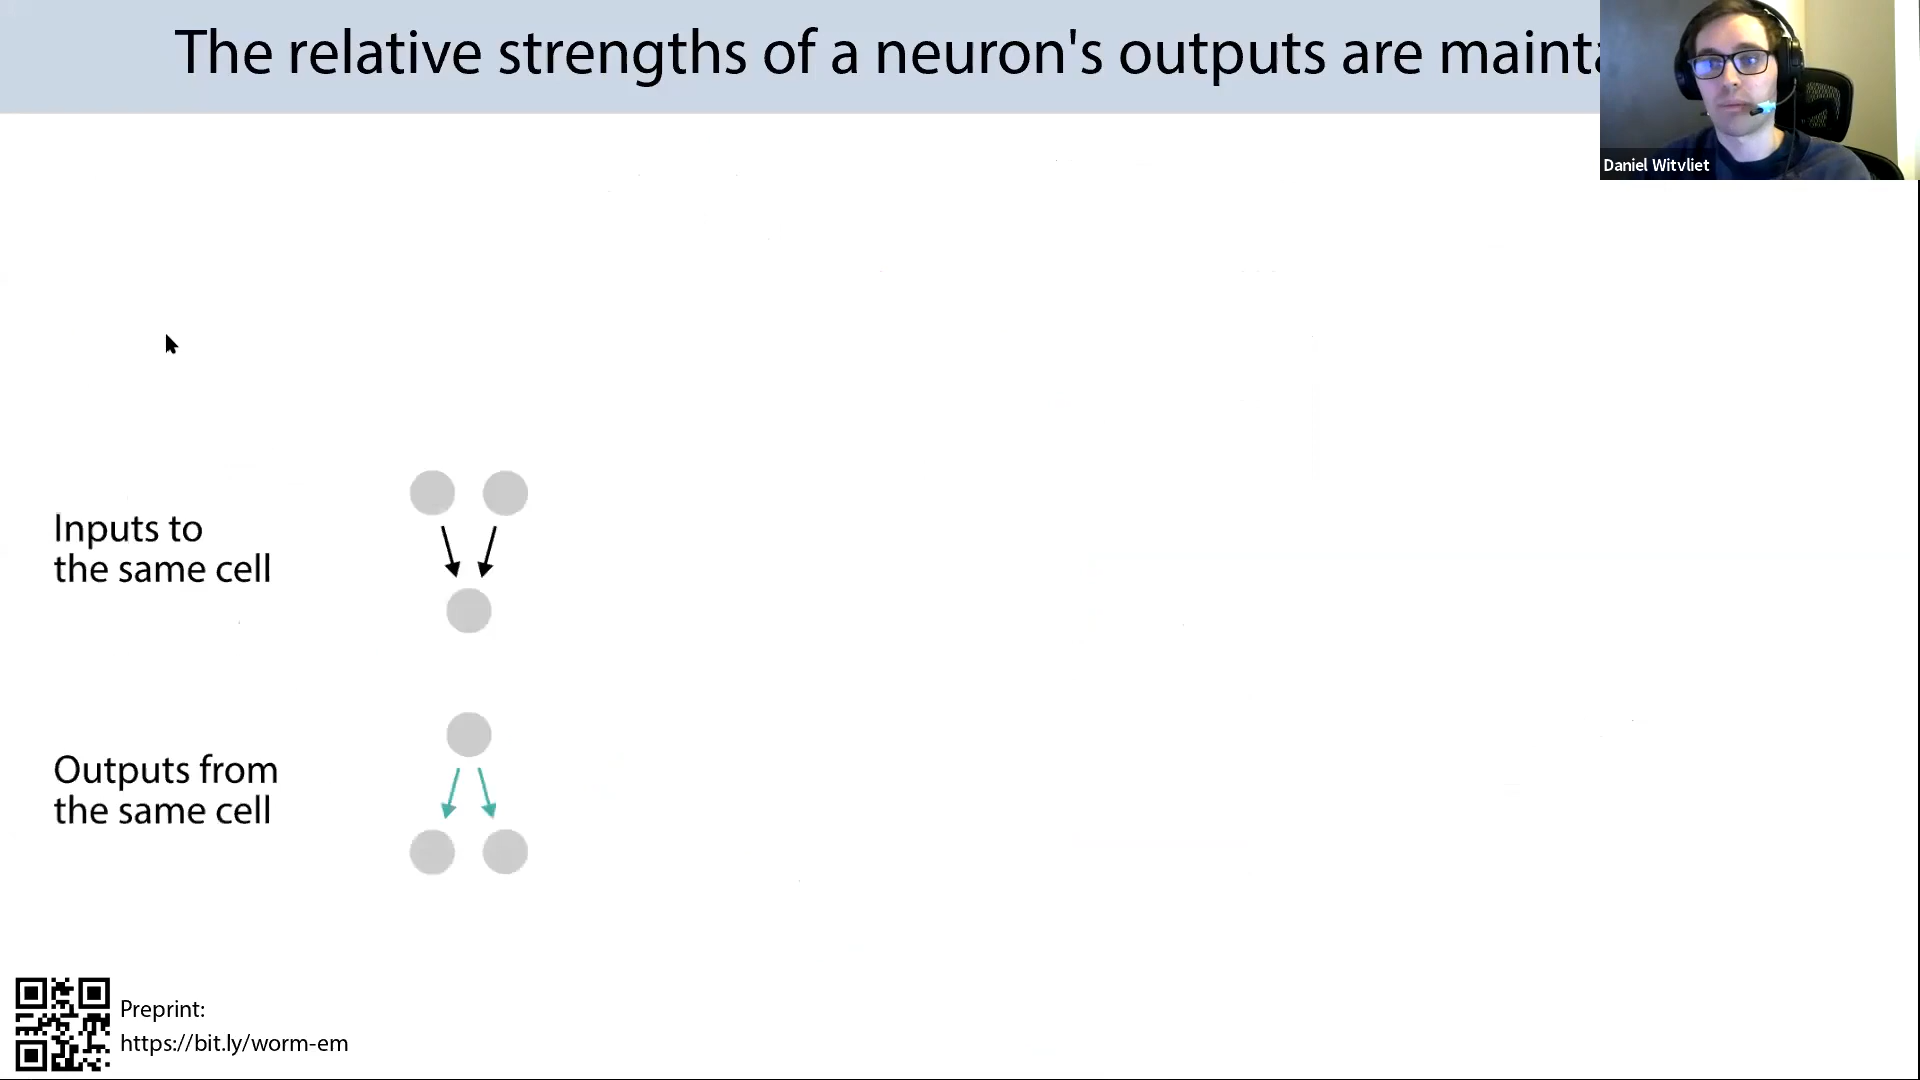 The relative strengths of a neuron's outputs are
Daniel Witvliet
Inputs to
the same cell
Outputs from
the same cell
Preprint:
https://bit.ly/worm-em